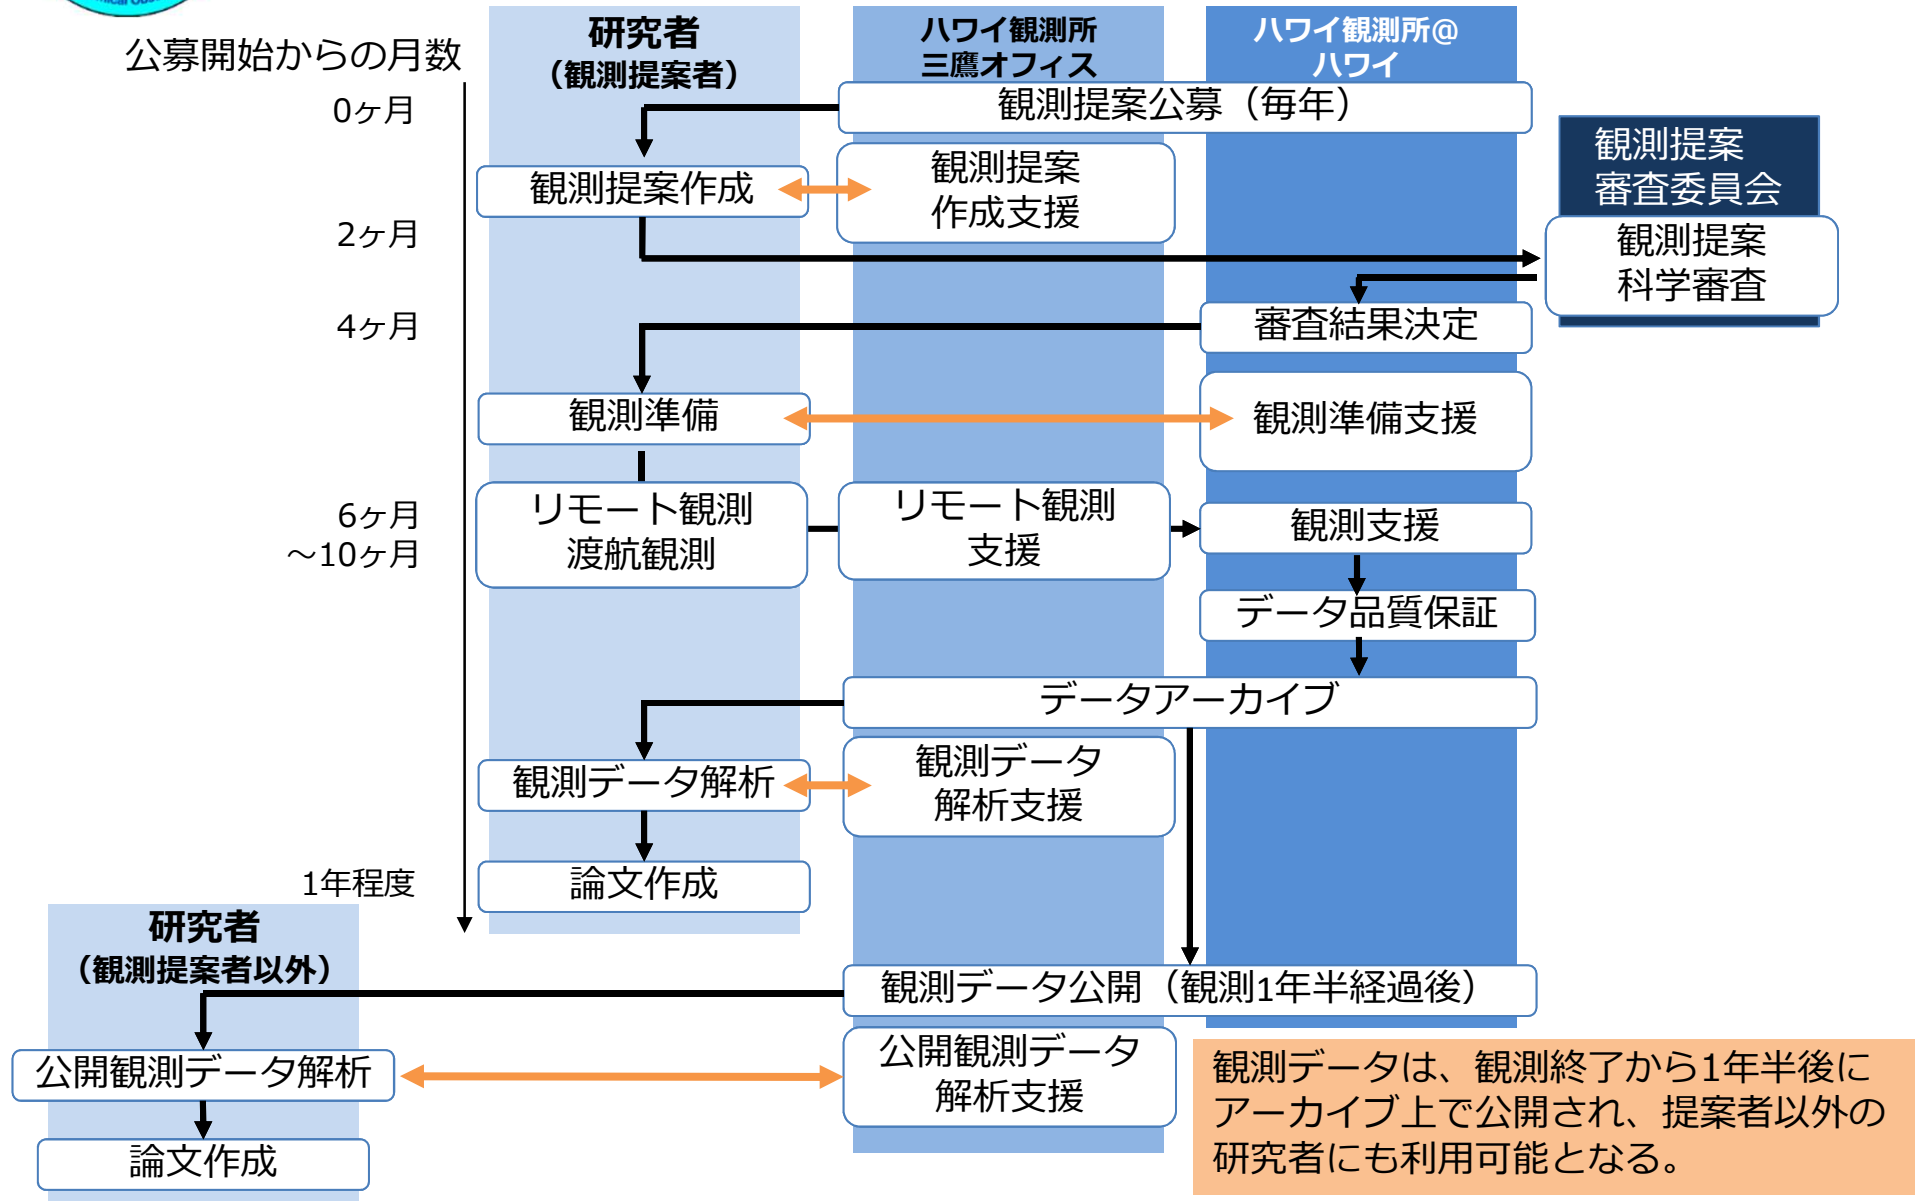 公募開始からの月数
0ヶ月
2ヶ月
4ヶ月
6ヶ月
～10ヶ月
1年程度
研究者
（観測提案者）
ハワイ観測所
三鷹オフィス
ハワイ観測所@
ハワイ
観測提案公募（毎年）
観測提案
審査委員会
観測提案作成
観測提案
作成支援
観測提案
科学審査
審査結果決定
観測準備
観測準備支援
リモート観測
渡航観測
リモート観測
支援
観測支援
データ品質保証
データアーカイブ
観測データ解析
観測データ
解析支援
論文作成
研究者
（観測提案者以外）
観測データ公開（観測1年半経過後）
公開観測データ解析
公開観測データ
解析支援
論文作成
観測データは、観測終了から1年半後に
アーカイブ上で公開され、提案者以外の
研究者にも利用可能となる。